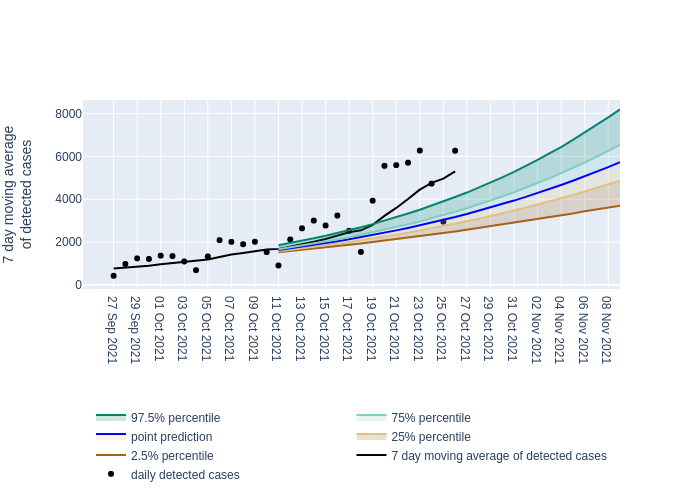 7 day moving average
of detected cases
8000
6000
4000
2000
0
27 Sep 2021
29 Sep 2021
01 Oct 2021
03 Oct 2021
05 Oct 2021
07 Oct 2021
09 Oct 2021
11 Oct 2021
13 Oct 2021
15 Oct 2021
17 Oct 2021
19 Oct 2021
21 Oct 2021
23 Oct 2021
25 Oct 2021
27 Oct 2021
29 Oct 2021
31 Oct 2021
02 Nov 2021
04 Nov 2021
06 Nov 2021
08 Nov 2021
97.5% percentile
75% percentile
point prediction
25% percentile
2.5% percentile
7 day moving average of detected cases
daily detected cases